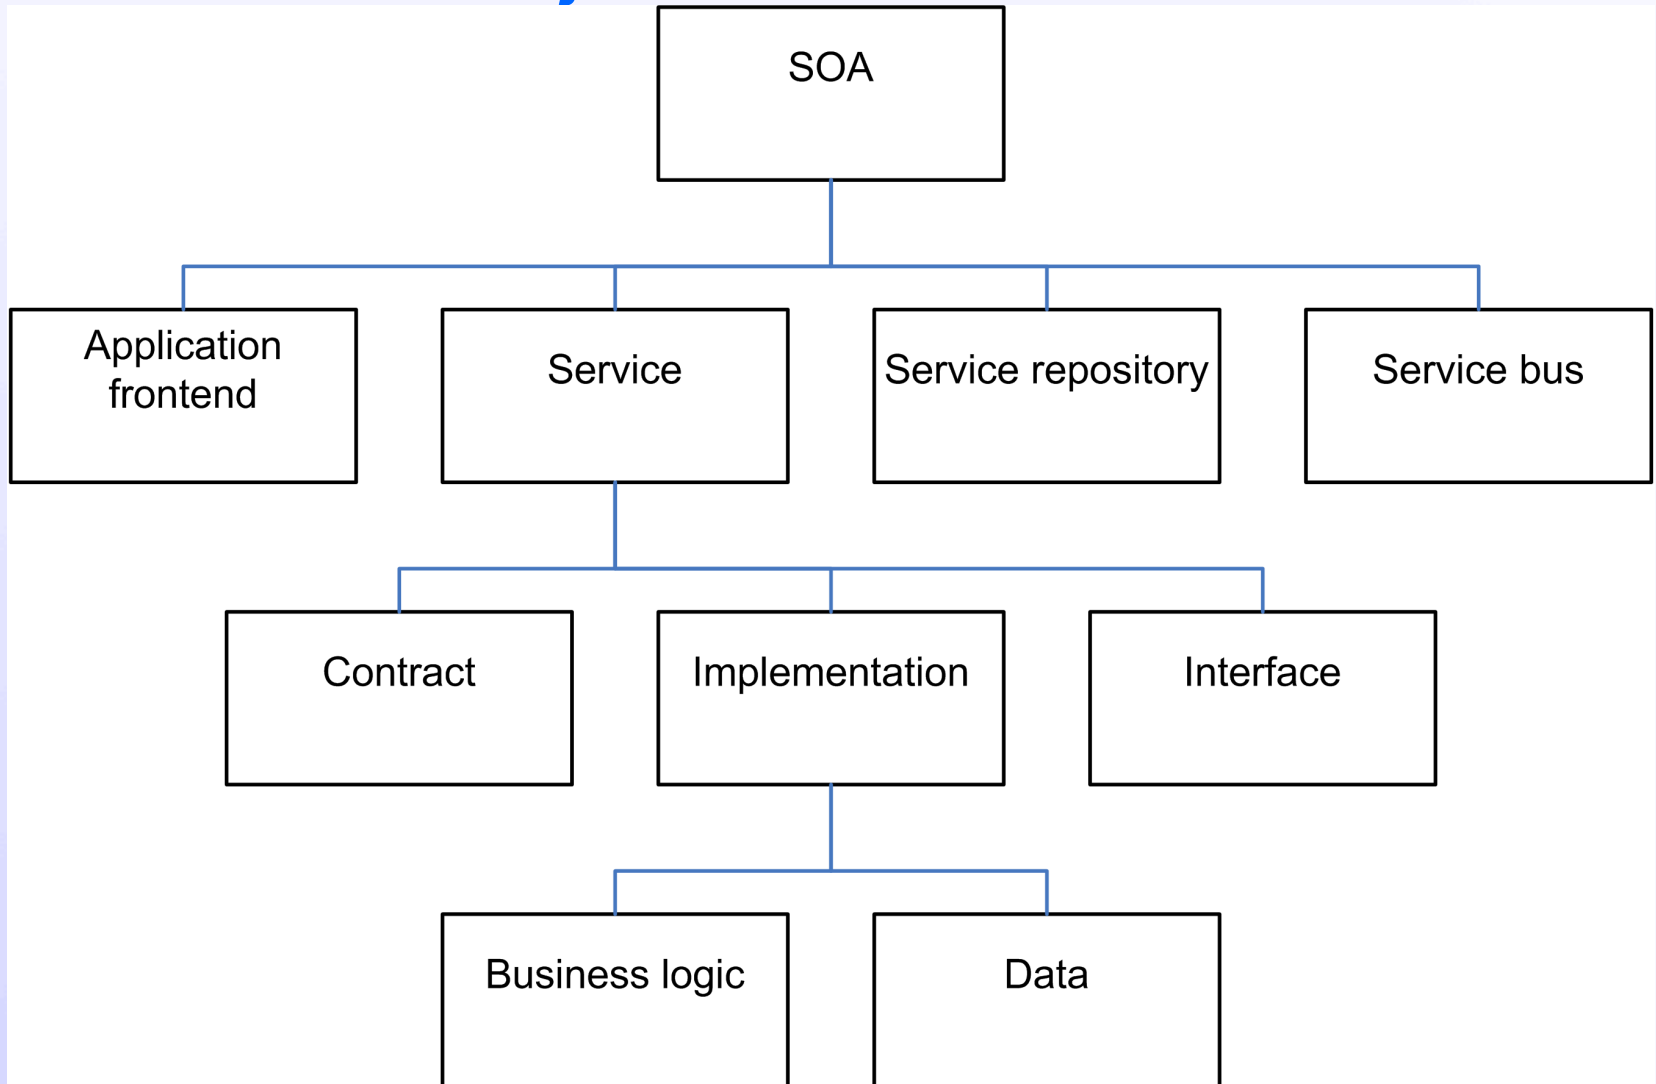 SOA
Application
frontend
Service
Service repository
Service bus
Contract
Implementation
Interface
Business logic
Data